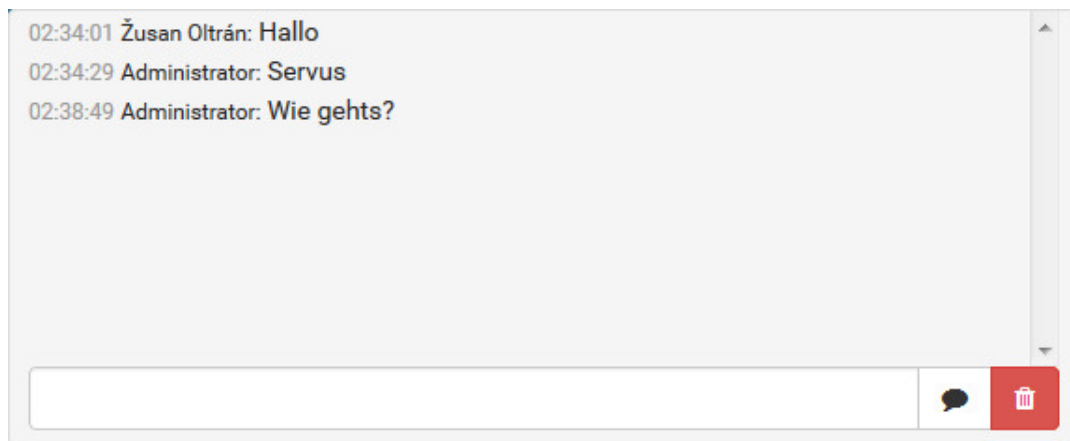 02:34:01 Žusan Oltrán: Hallo
02:34:29 Administrator: Servus
02:38:49 Administrator: Wie gehts?